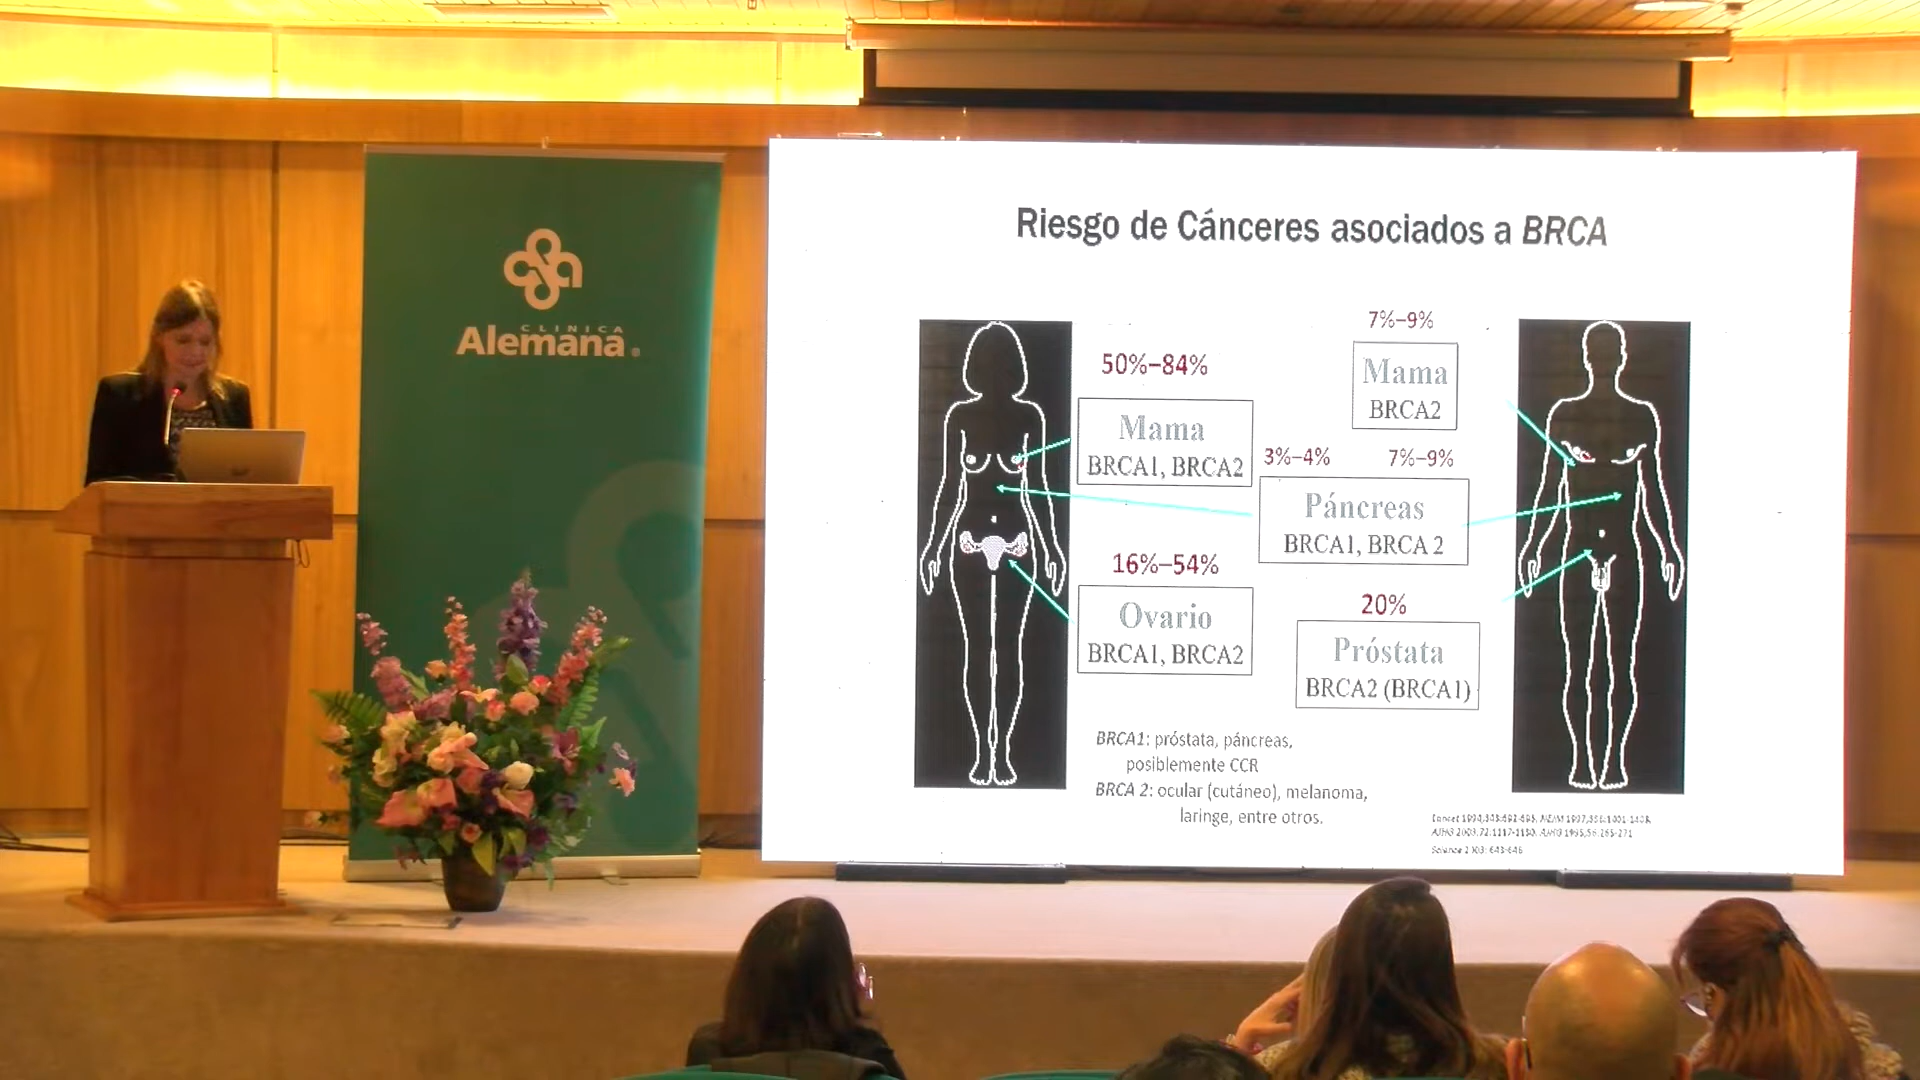 CLINICA
Alemana
Riesgo de Cánceres asociados a BRCA
50%–84%
Mama
BRCA1, BRCA2
16%–54%
Ovario
BRCA1, BRCA2
7%–9%
Mama
BRCA2
3%–4% 7%–9%
Páncreas
BRCA1, BRCA 2
20%
Próstata
BRCA2 (BRCA1)
BRCA1: próstata, páncreas,
posiblemente CCR
BRCA 2: ocular (cutáneo), melanoma,
laringe, entre otros.